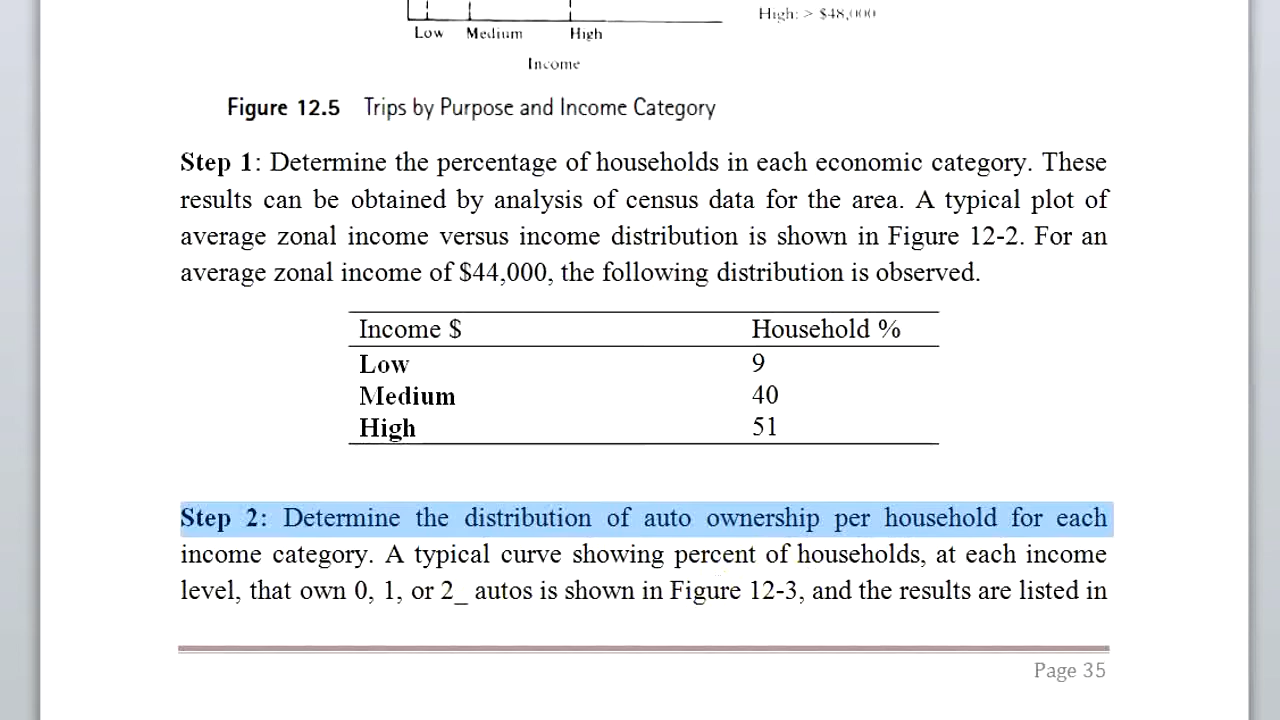 High: > $48,000
Low Medium High
Income
Figure 12.5 Trips by Purpose and Income Category
Step 1: Determine the percentage of households in each economic category. These
results can be obtained by analysis of census data for the area. A typical plot of
average zonal income versus income distribution is shown in Figure 12-2. For an
average zonal income of $44,000, the following distribution is observed.
Income $ Household %
Low 9
Medium 40
High 51
Step 2: Determine the distribution of auto ownership per household for each
income category. A typical curve showing percent of households, at each income
level, that own 0, 1, or 2_ autos is shown in Figure 12-3, and the results are listed in
Page 35